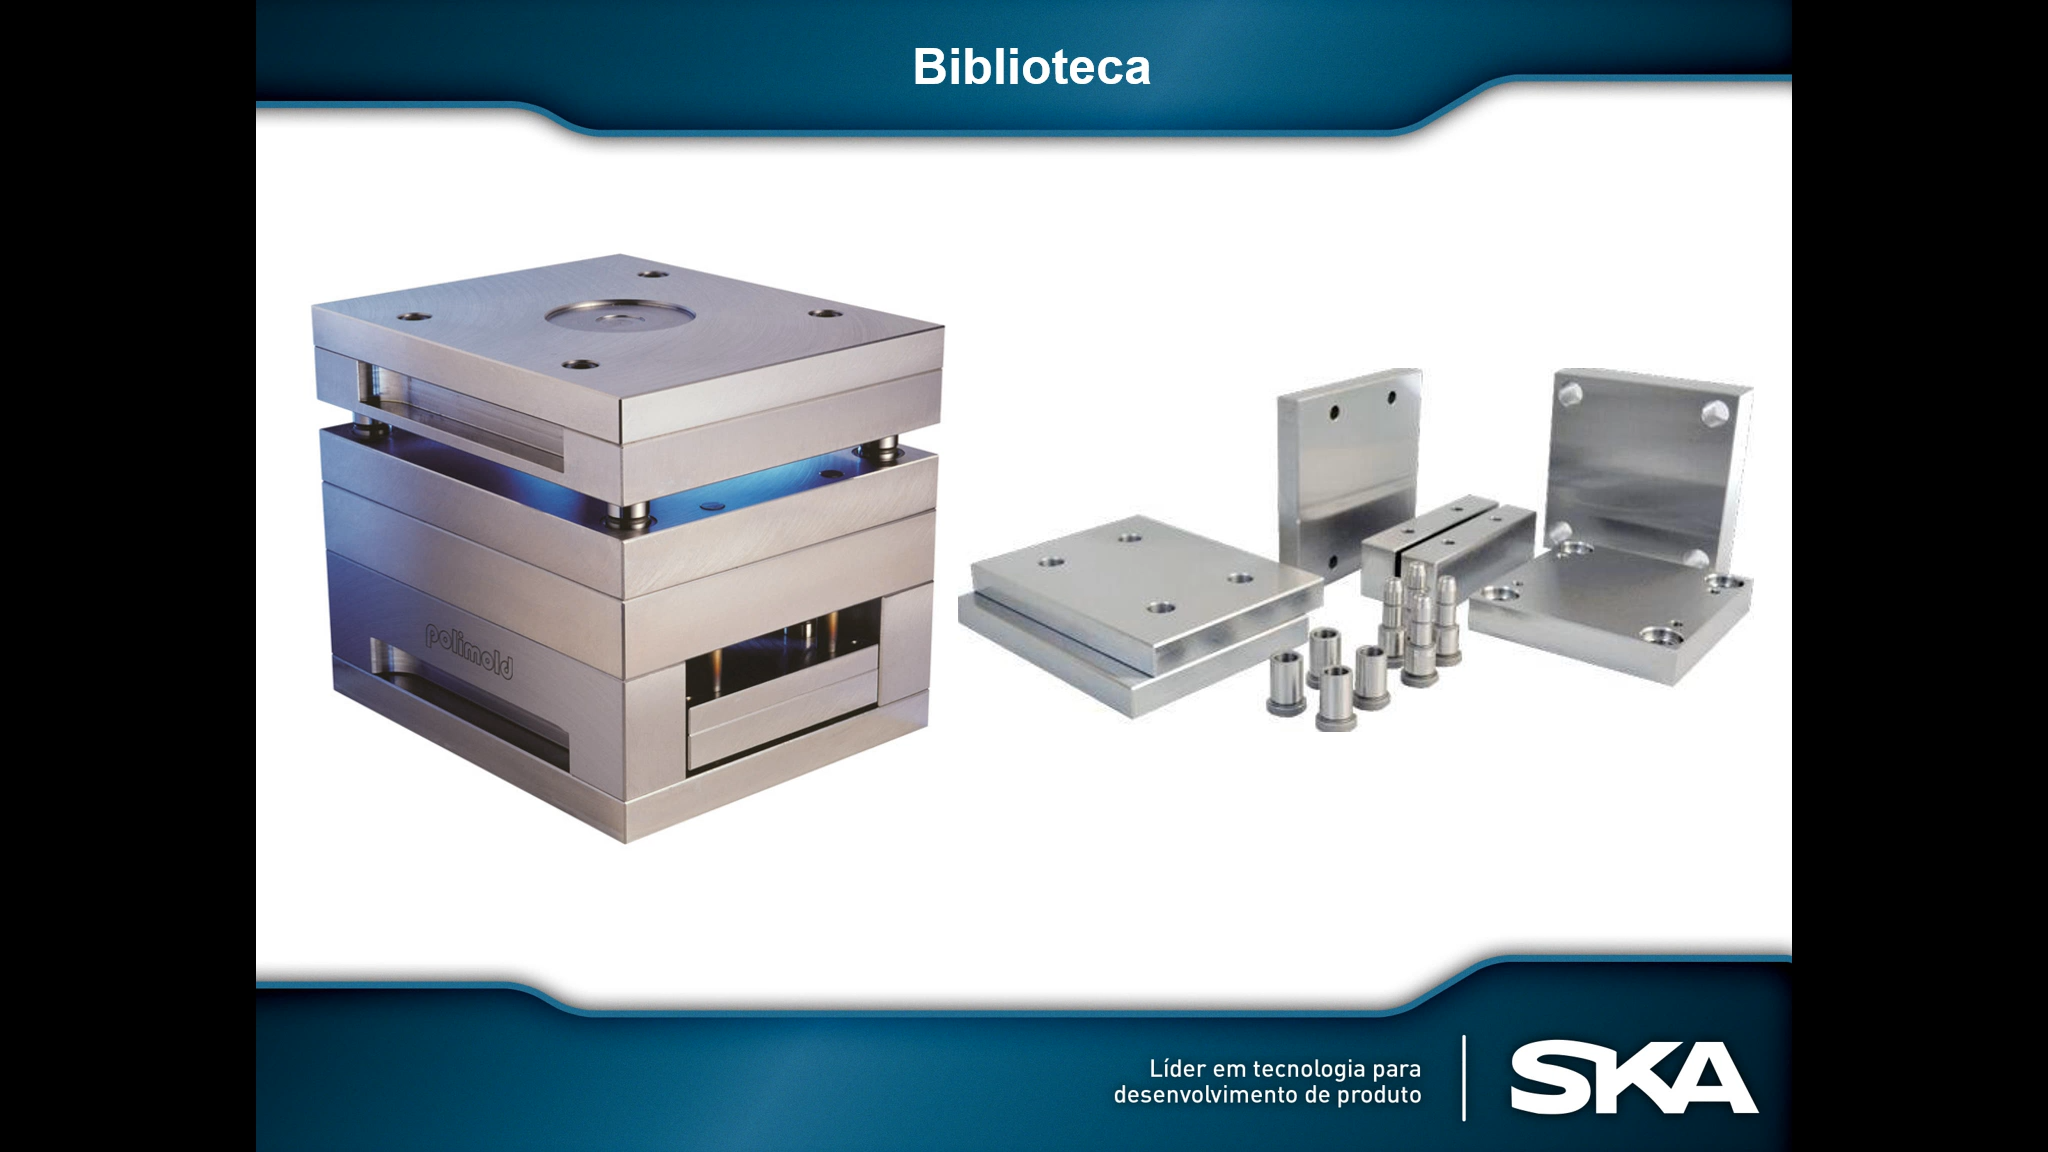 Biblioteca
polimold
Líder em tecnologia para
desenvolvimento de produto
SKA